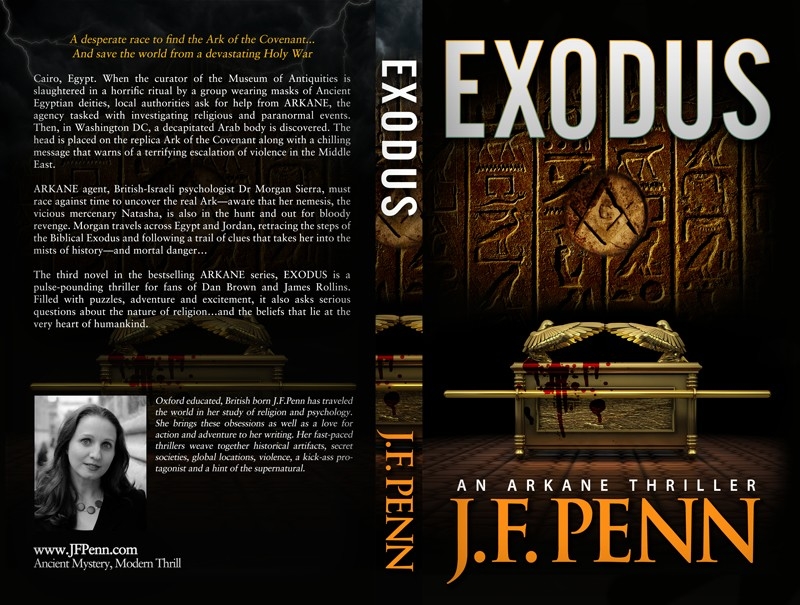 A desperate race to find the Ark of the Covenant...
And save the world from a devastating Holy War
Cairo, Egypt. When the curator of the Museum of Antiquities is
slaughtered in a horrific ritual by a group wearing masks of Ancient
Egyptian deities, local authorities ask for help from ARKANE, the
agency tasked with investigating religious and paranormal events.
Then, in Washington DC, a decapitated Arab body is discovered. The
head is placed on the replica Ark of the Covenant along with a chilling
message that warns of a terrifying escalation of violence in the Middle
East.
ARKANE agent, British-Israeli psychologist Dr Morgan Sierra, must
race against time to uncover the real Ark—aware that her nemesis, the
vicious mercenary Natasha, is also in the hunt and out for bloody
revenge. Morgan travels across Egypt and Jordan, retracing the steps of
the Biblical Exodus and following a trail of clues that takes her into the
mists of history—and mortal danger…
The third novel in the bestselling ARKANE series, EXODUS is a
pulse-pounding thriller for fans of Dan Brown and James Rollins.
Filled with puzzles, adventure and excitement, it also asks serious
questions about the nature of religion…and the beliefs that lie at the
very heart of humankind.
Oxford educated, British born J.F.Penn has traveled
the world in her study of religion and psychology.
She brings these obsessions as well as a love for
action and adventure to her writing. Her fast-paced
thrillers weave together historical artifacts, secret
societies, global locations, violence, a kick-ass pro-
tagonist and a hint of the supernatural.
www.JFPenn.com
Ancient Mystery, Modern Thrill
EXODUS
J.F. PENN
EXODUS
G
AN ARKANE THRILLER
J.F. PENN